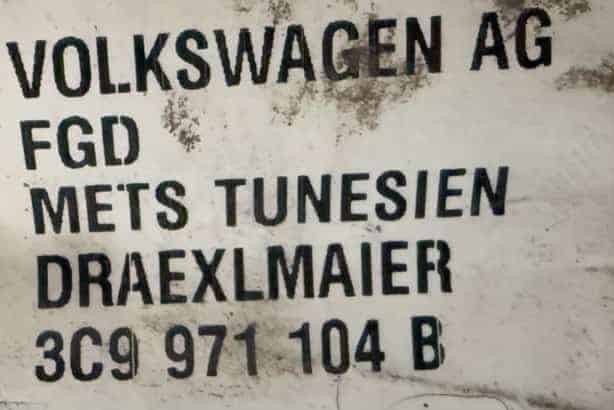 VOLKSWAGEN AG
FGD
METS TUNESIEN
DRAEXLMAIER
3C9 971 104 B